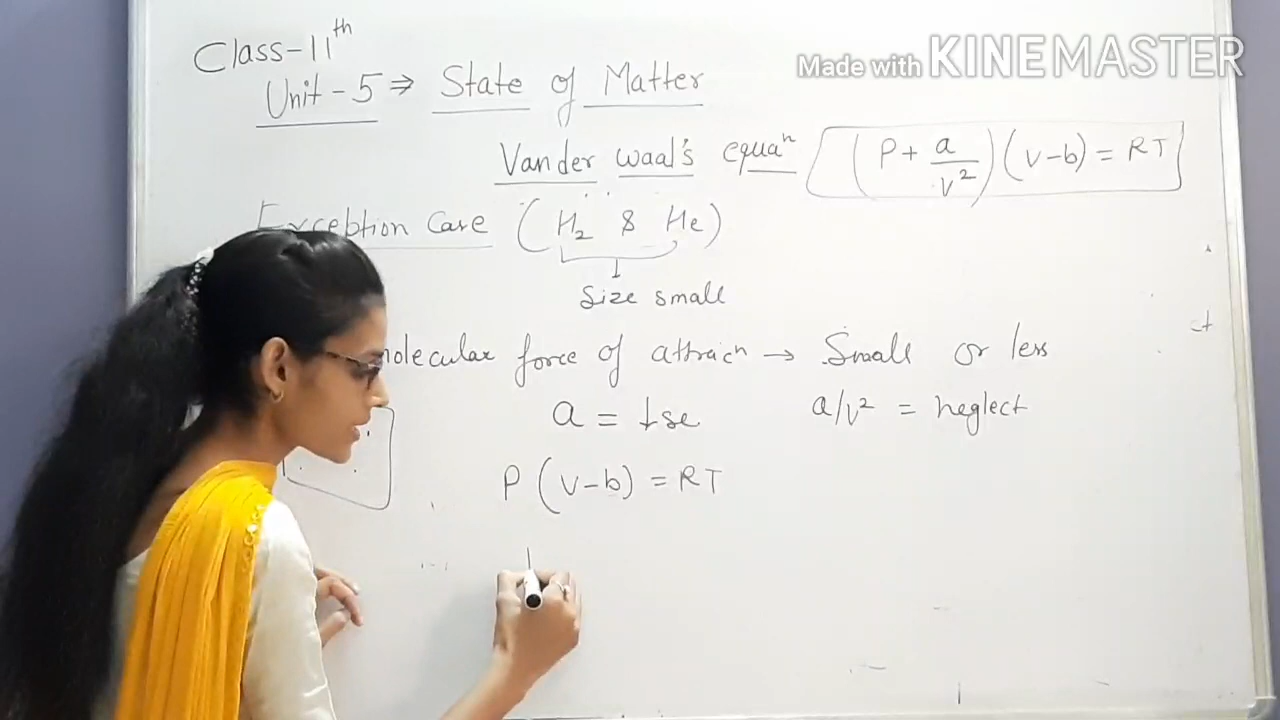 Class-11th
Made with KINEMASTER
Unit-5 ⇒ State of Matter
Vander waal's equaⁿ (P + a/v²)(v-b) = RT
Exception Case (H₂ & He)
↓
Size small
molecular force of attracⁿ → Small or less
a = ↓se a/v² = neglect
P (v-b) = RT